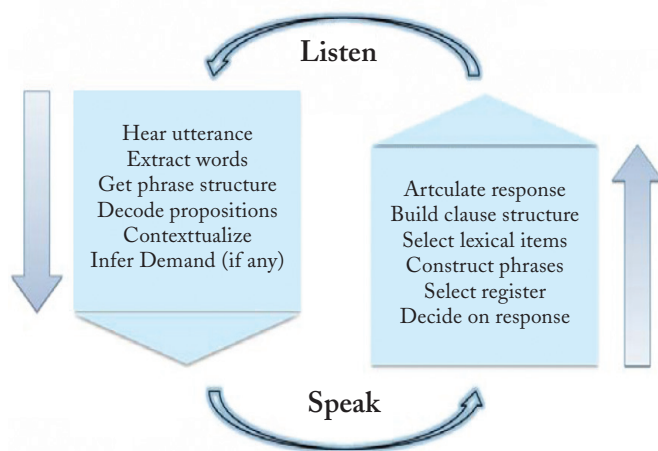 Listen
Hear utterance
Extract words
Get phrase structure
Decode propositions
Contexttualize
Infer Demand (if any)
Artculate response
Build clause structure
Select lexical items
Construct phrases
Select register
Decide on response
Speak